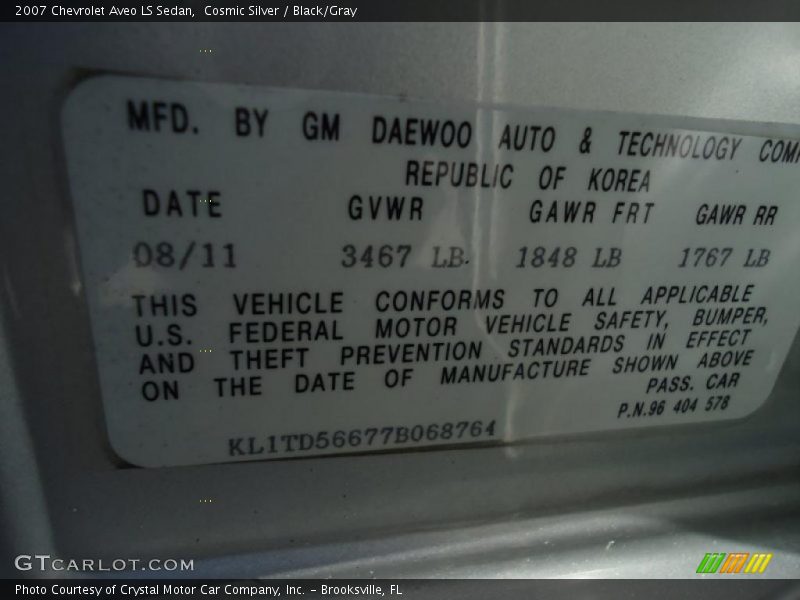 2007 Chevrolet Aveo LS Sedan, Cosmic Silver / Black/Gray
MFD. BY GM DAEWOO AUTO & TECHNOLOGY COMP
REPUBLIC OF KOREA
DATE GVWR GAWR FRT GAWR RR
08/11 3467 LB. 1848 LB 1767 LB
THIS VEHICLE CONFORMS TO ALL APPLICABLE
U.S. FEDERAL MOTOR VEHICLE SAFETY, BUMPER,
AND THEFT PREVENTION STANDARDS IN EFFECT
ON THE DATE OF MANUFACTURE SHOWN ABOVE
PASS. CAR
P.N.96 404 578
KL1TD56677B068764
GTCARLOT.COM
Photo Courtesy of Crystal Motor Car Company, Inc. – Brooksville, FL